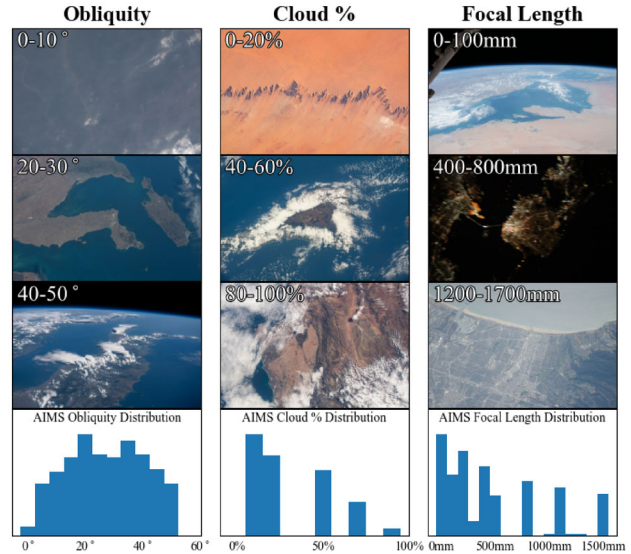 Obliquity
Cloud %
Focal Length
0-10°
0-20%
0-100mm
20-30°
40-60%
400-800mm
40-50°
80-100%
1200-1700mm
AIMS Obliquity Distribution
AIMS Cloud % Distribution
AIMS Focal Length Distribution
0° 20° 40° 60°
0% 50% 100%
0mm 500mm 1000mm 1500mm